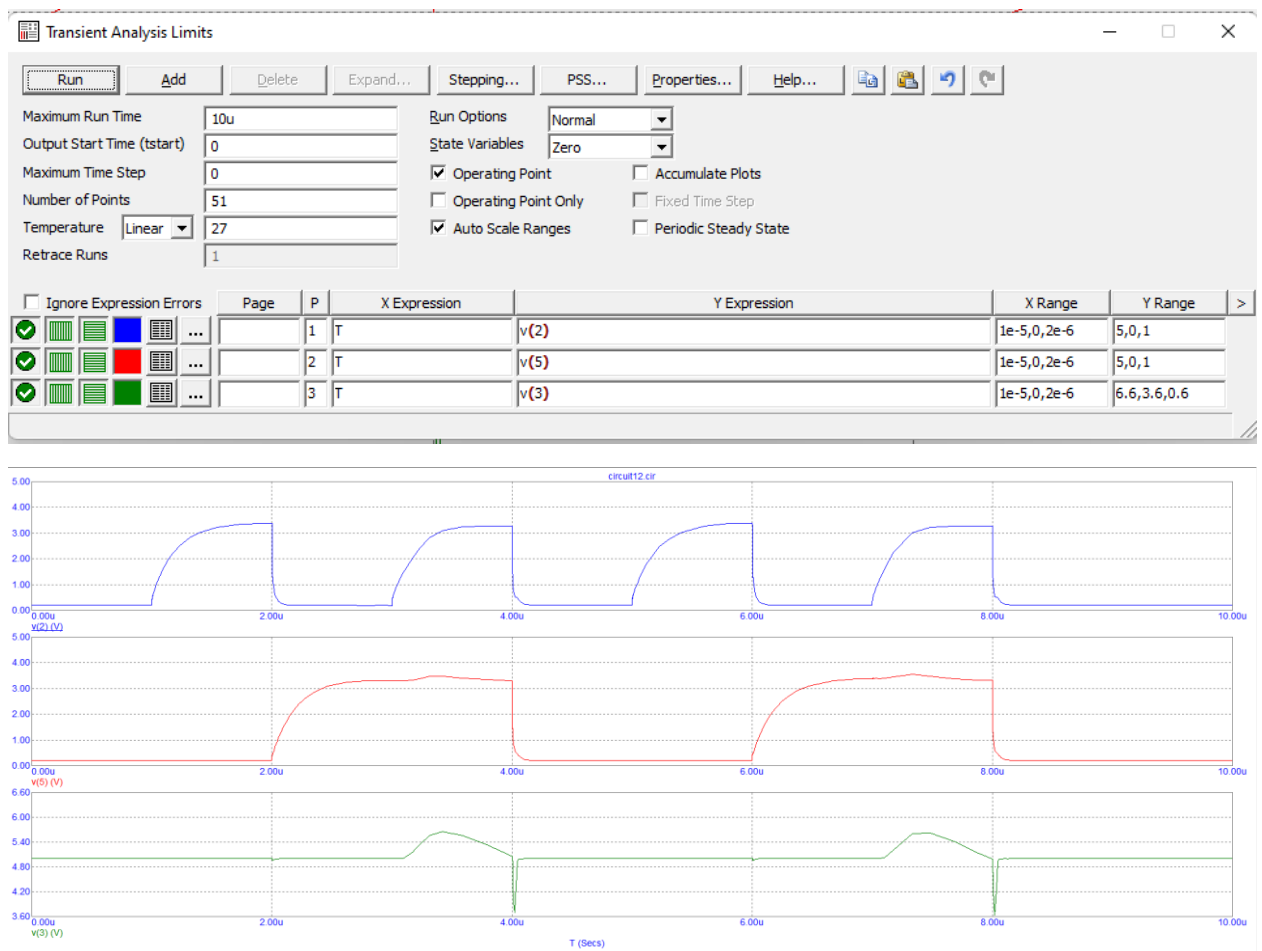 Transient Analysis Limits
Run Add Delete Expand... Stepping... PSS... Properties... Help...
Maximum Run Time 10u Run Options Normal
Output Start Time (tstart) 0 State Variables Zero
Maximum Time Step 0 Operating Point Accumulate Plots
Number of Points 51 Operating Point Only Fixed Time Step
Temperature Linear 27 Auto Scale Ranges Periodic Steady State
Retrace Runs 1
Ignore Expression Errors Page P X Expression Y Expression X Range Y Range >
... 1 T v(2) 1e-5,0,2e-6 5,0,1
... 2 T v(5) 1e-5,0,2e-6 5,0,1
... 3 T v(3) 1e-5,0,2e-6 6.6,3.6,0.6
circuit12.cir
5.00
4.00
3.00
2.00
1.00
0.00
0.00u 2.00u 4.00u 6.00u 8.00u 10.00u
v(2) (V)
5.00
4.00
3.00
2.00
1.00
0.00
0.00u 2.00u 4.00u 6.00u 8.00u 10.00u
v(5) (V)
6.60
6.00
5.40
4.80
4.20
3.60
0.00u 2.00u 4.00u 6.00u 8.00u 10.00u
v(3) (V)
T (Secs)